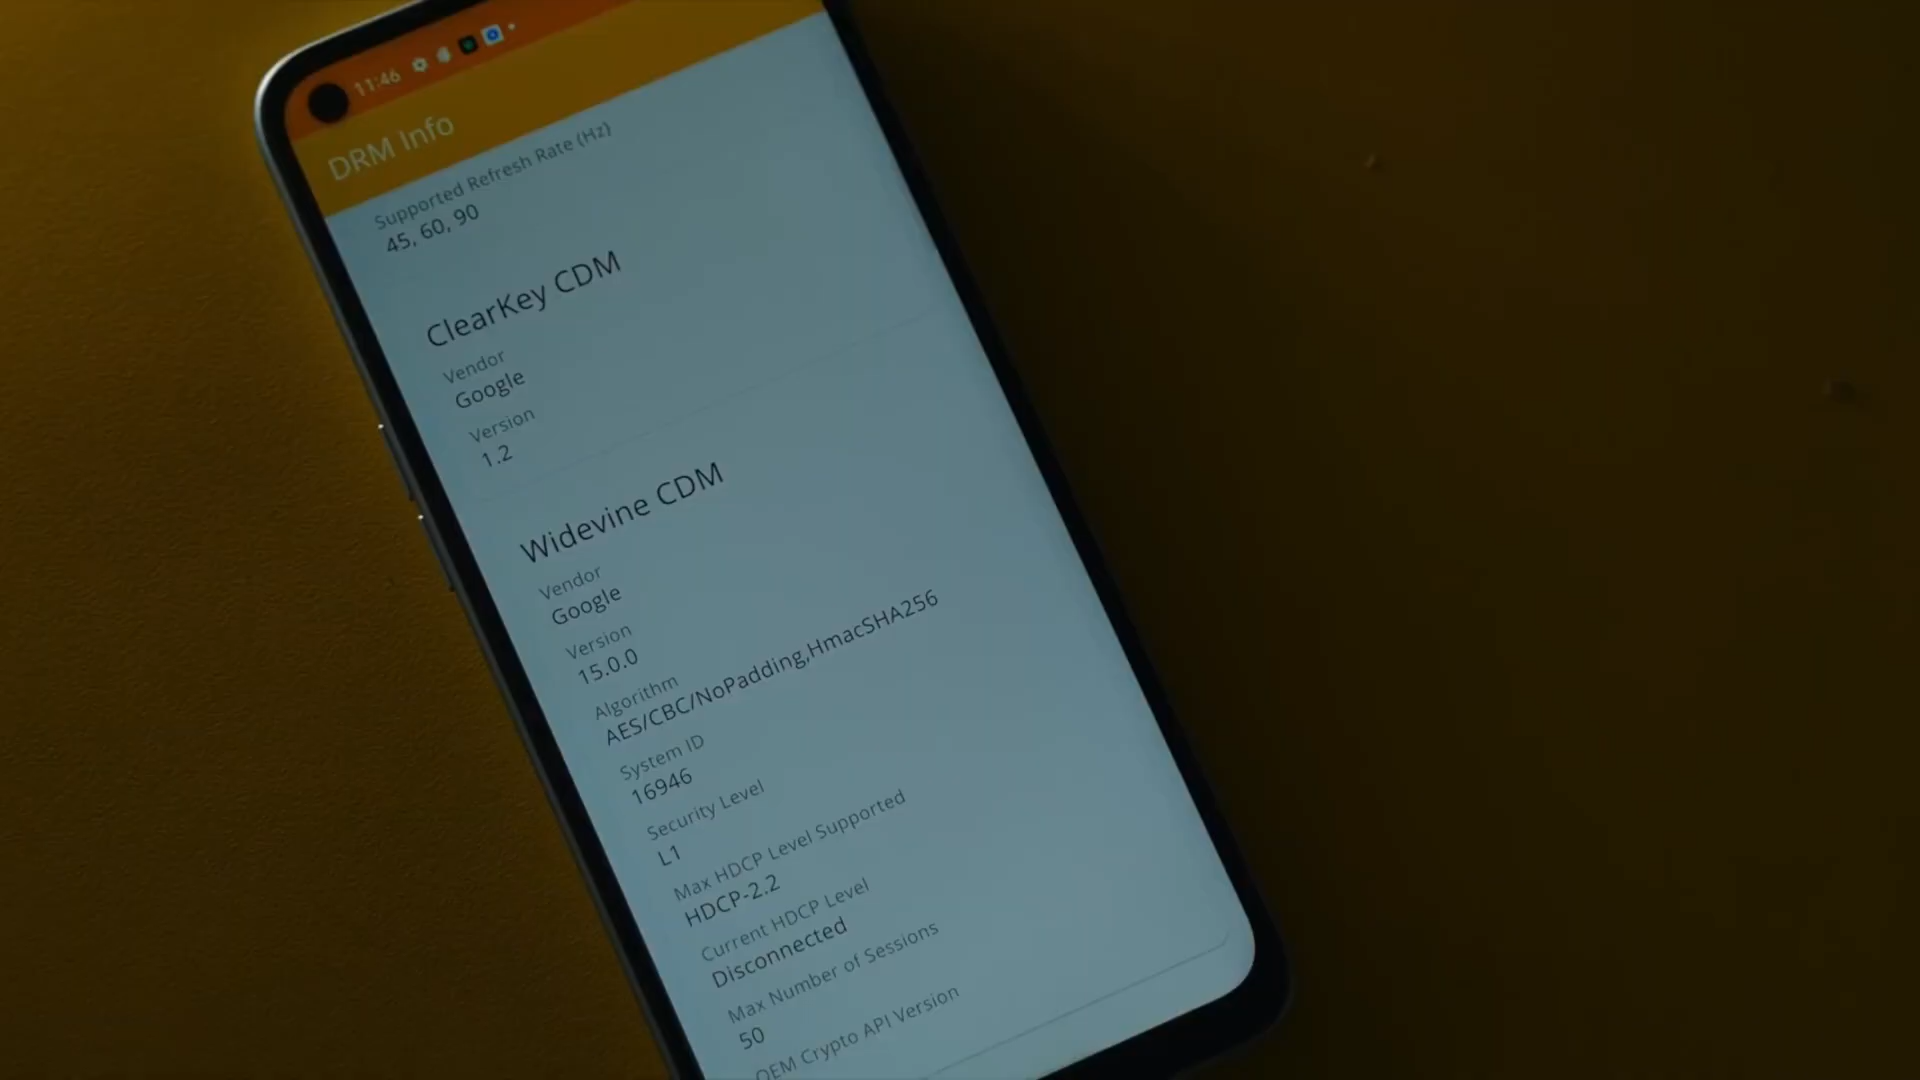 11:46
DRM Info
Supported Refresh Rate (Hz)
45, 60, 90
ClearKey CDM
Vendor
Google
Version
1.2
Widevine CDM
Vendor
Google
Version
15.0.0
Algorithm
AES/CBC/NoPadding,HmacSHA256
System ID
16946
Security Level
L1
Max HDCP Level Supported
HDCP-2.2
Current HDCP Level
Disconnected
Max Number of Sessions
50
OEM Crypto API Version